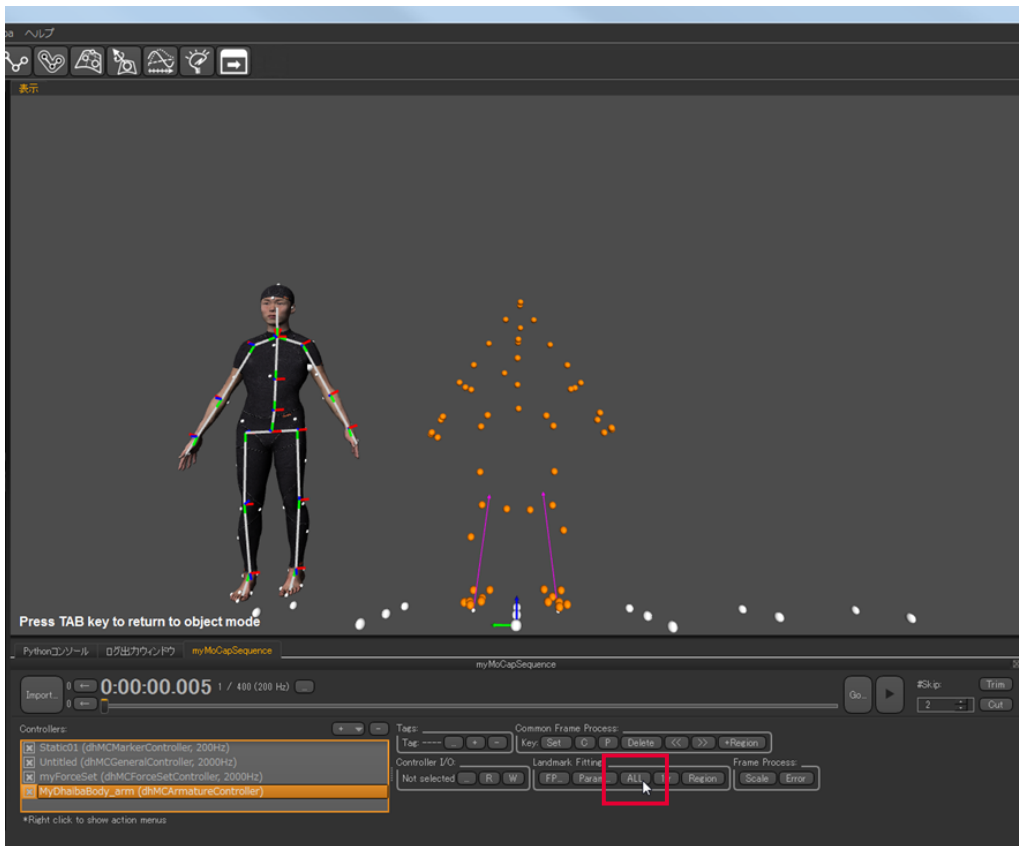 ヘルプ
表示
Press TAB key to return to object mode
Pythonコンソール ログ出力ウィンドウ myMoCapSequence
myMoCapSequence
Import... 0 ← 0:00:00.005 1 / 400 (200 Hz) ... Go... #Skip: Trim
0 ← 2 Cut
Controllers: + - Tags: Common Frame Process:
Static01 (dhMCMarkerController, 200Hz) Tag: ---- ... + - Key: Set C P Delete << >> +Region
Untitled (dhMCGeneralController, 2000Hz) Controller I/O: Landmark Fitting Frame Process:
myForceSet (dhMCForceSetController, 2000Hz) Not selected ... R W FP... Param... ALL Region Scale Error
MyDhaibaBody_arm (dhMCArmatureController)
*Right click to show action menus